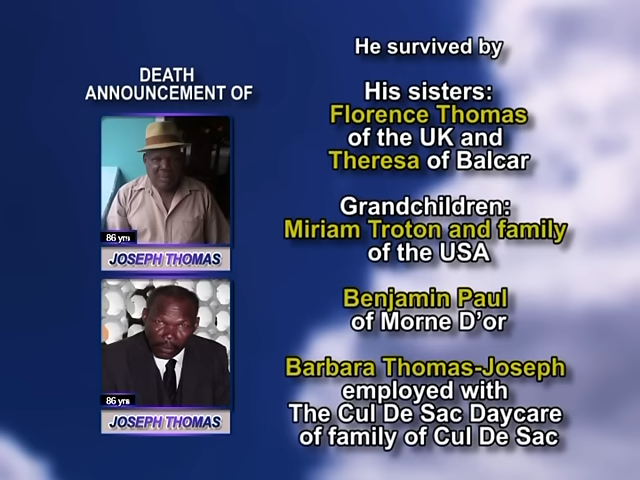 DEATH
ANNOUNCEMENT OF
86 yrs
JOSEPH THOMAS
86 yrs
JOSEPH THOMAS
He survived by
His sisters:
Florence Thomas
of the UK and
Theresa of Balcar
Grandchildren:
Miriam Troton and family
of the USA
Benjamin Paul
of Morne D'or
Barbara Thomas-Joseph
employed with
The Cul De Sac Daycare
of family of Cul De Sac